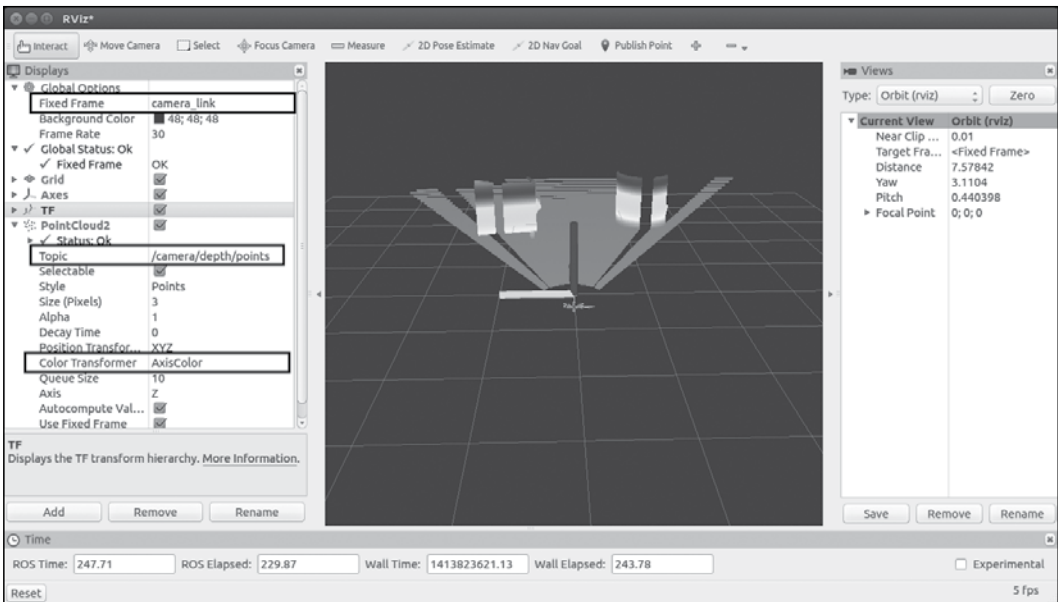 RViz*
Interact Move Camera Select Focus Camera Measure 2D Pose Estimate 2D Nav Goal Publish Point
Displays
Global Options
Fixed Frame camera_link
Background Color 48; 48; 48
Frame Rate 30
Global Status: Ok
Fixed Frame OK
Grid
Axes
TF
PointCloud2
Status: Ok
Topic /camera/depth/points
Selectable
Style Points
Size (Pixels) 3
Alpha 1
Decay Time 0
Position Transfor... XYZ
Color Transformer AxisColor
Queue Size 10
Axis Z
Autocompute Val...
Use Fixed Frame
TF
Displays the TF transform hierarchy. More Information.
Add Remove Rename
Views
Type: Orbit (rviz) Zero
Current View Orbit (rviz)
Near Clip ... 0.01
Target Fra... <Fixed Frame>
Distance 7.57842
Yaw 3.1104
Pitch 0.440398
Focal Point 0; 0; 0
Save Remove Rename
Time
ROS Time: 247.71 ROS Elapsed: 229.87 Wall Time: 1413823621.13 Wall Elapsed: 243.78 Experimental
Reset 5 fps